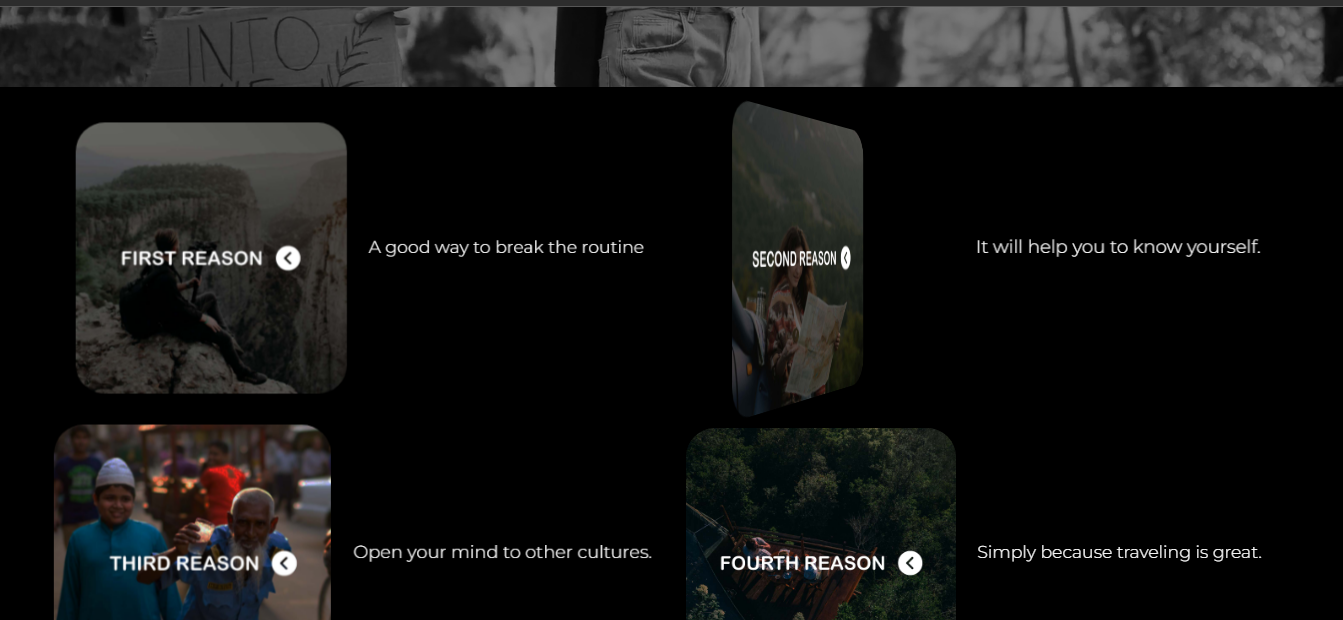 INTO
FIRST REASON
A good way to break the routine
SECOND REASON
It will help you to know yourself.
THIRD REASON
Open your mind to other cultures.
FOURTH REASON
Simply because traveling is great.